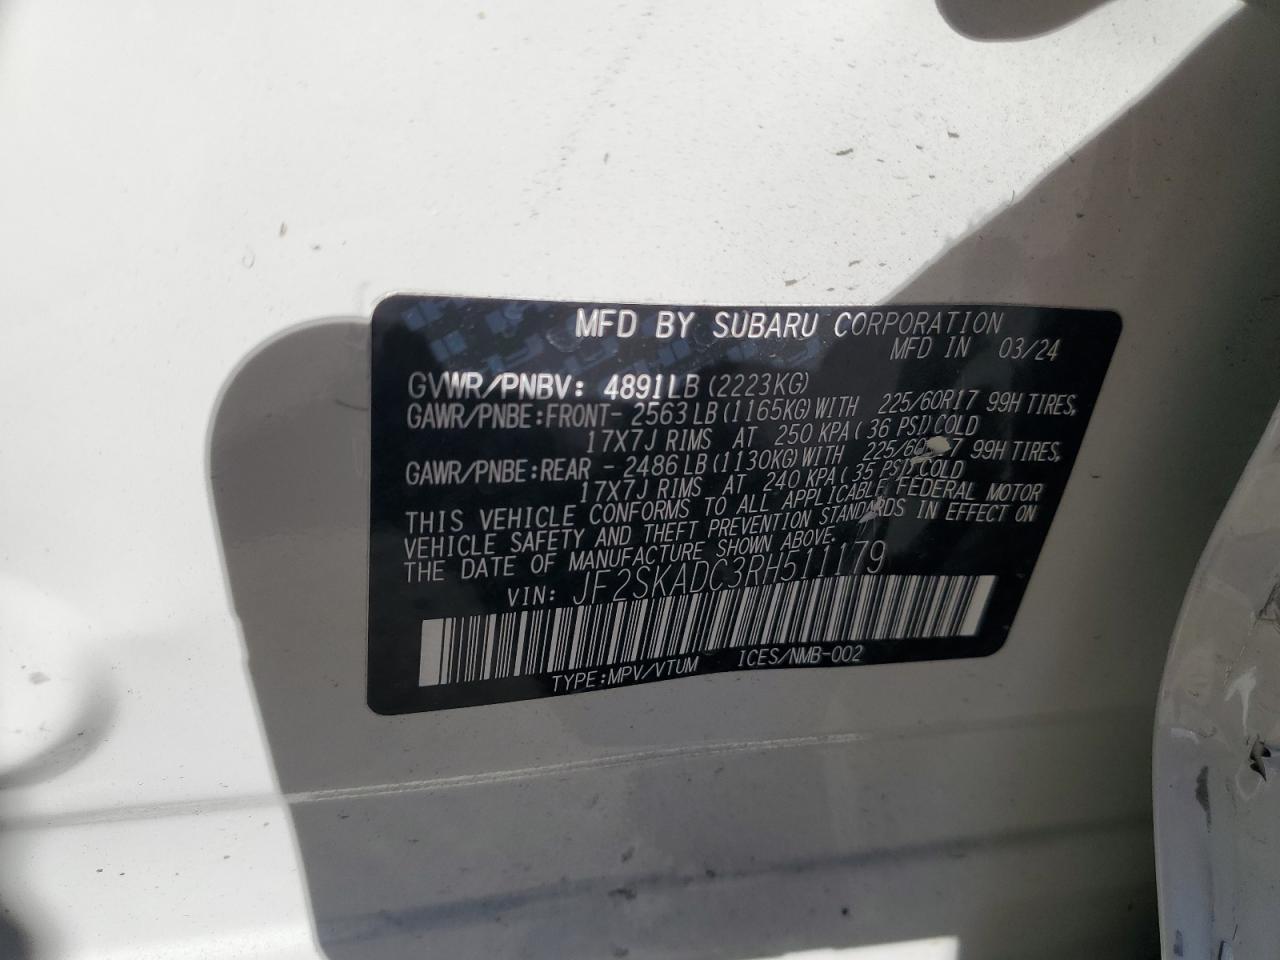 MFD BY SUBARU CORPORATION
MFD IN 03/24
GVWR/PNBV: 4891LB (2223KG)
GAWR/PNBE:FRONT- 2563 LB (1165KG) WITH 225/60R17 99H TIRES,
17X7J RIMS AT 250 KPA ( 36 PSI) COLD
GAWR/PNBE:REAR - 2486 LB (1130KG) WITH 99H TIRES,
17X7J RIMS AT 240 KPA ( 35 PSI) COLD
THIS VEHICLE CONFORMS TO ALL APPLICABLE FEDERAL MOTOR
VEHICLE SAFETY AND THEFT PREVENTION STANDARDS IN EFFECT ON
THE DATE OF MANUFACTURE SHOWN ABOVE.
VIN: JF2SKADC3RH511179
TYPE:MPV/VTUM ICES/NMB-002